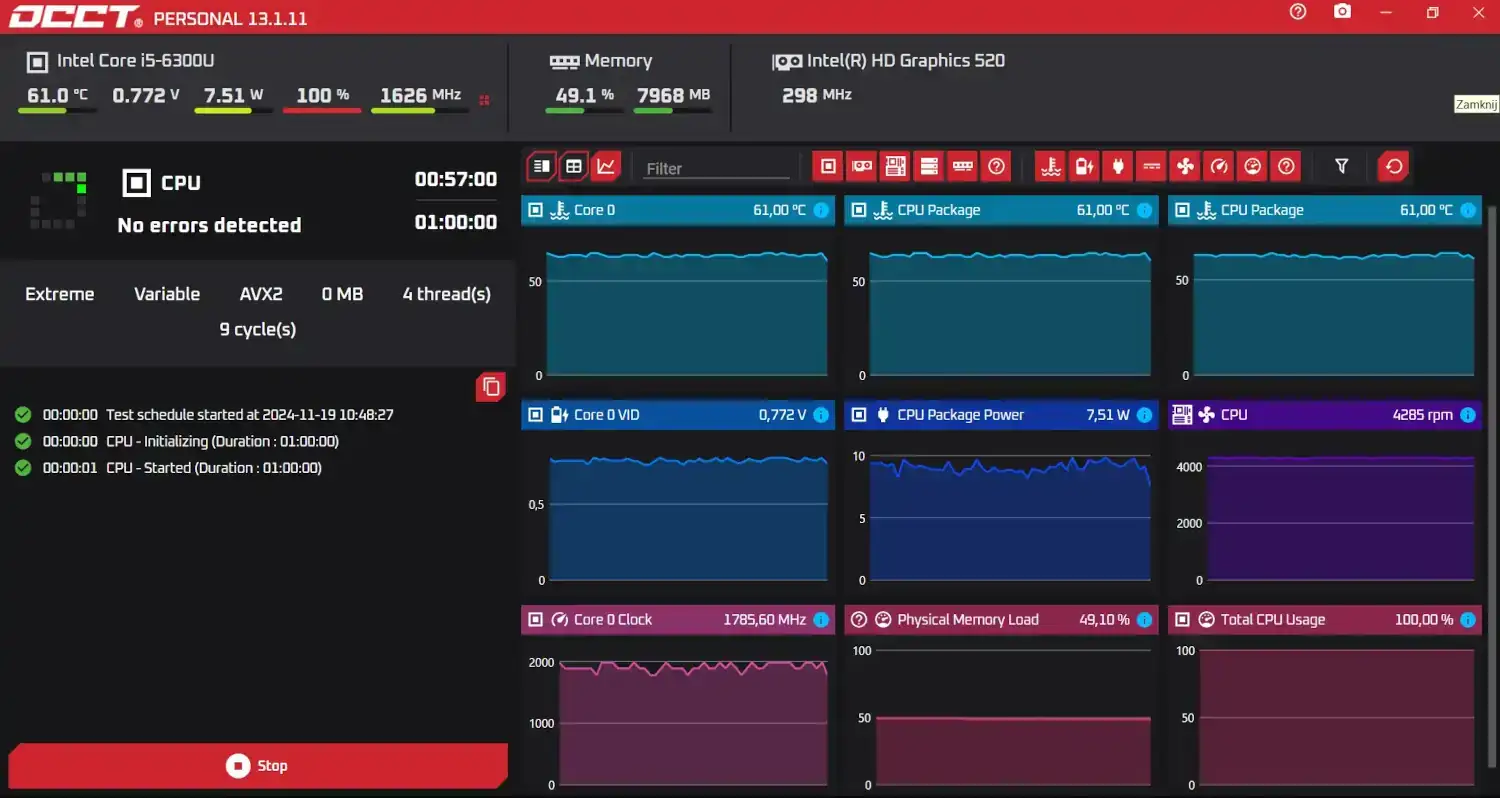 OCCT® PERSONAL 13.1.11
Intel Core i5-6300U
61.0 °C 0.772 V 7.51 W 100 % 1626 MHz
Memory
49.1 % 7968 MB
Intel(R) HD Graphics 520
298 MHz
Zamknij
CPU
No errors detected
00:57:00
01:00:00
Extreme Variable AVX2 0 MB 4 thread(s)
9 cycle(s)
00:00:00 Test schedule started at 2024-11-19 10:48:27
00:00:00 CPU - Initializing (Duration : 01:00:00)
00:00:01 CPU - Started (Duration : 01:00:00)
Stop
Filter
Core 0 61,00 °C
50
0
CPU Package 61,00 °C
50
0
CPU Package 61,00 °C
50
0
Core 0 VID 0,772 V
0,5
0
CPU Package Power 7,51 W
10
5
0
CPU 4285 rpm
4000
2000
0
Core 0 Clock 1785,60 MHz
2000
1000
0
Physical Memory Load 49,10 %
100
50
0
Total CPU Usage 100,00 %
100
50
0